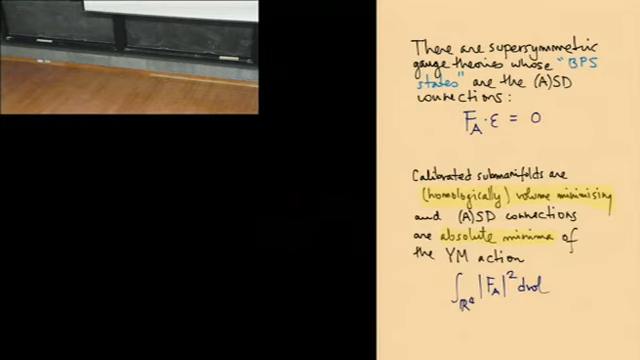 There are supersymmetric
gauge theories whose "BPS
states" are the (A)SD
connections:
F_A · ε = 0
Calibrated submanifolds are
(homologically) volume minimising
and (A)SD connections
are absolute minima of
the YM action
∫_{ℝ⁸} |F_A|² dvol